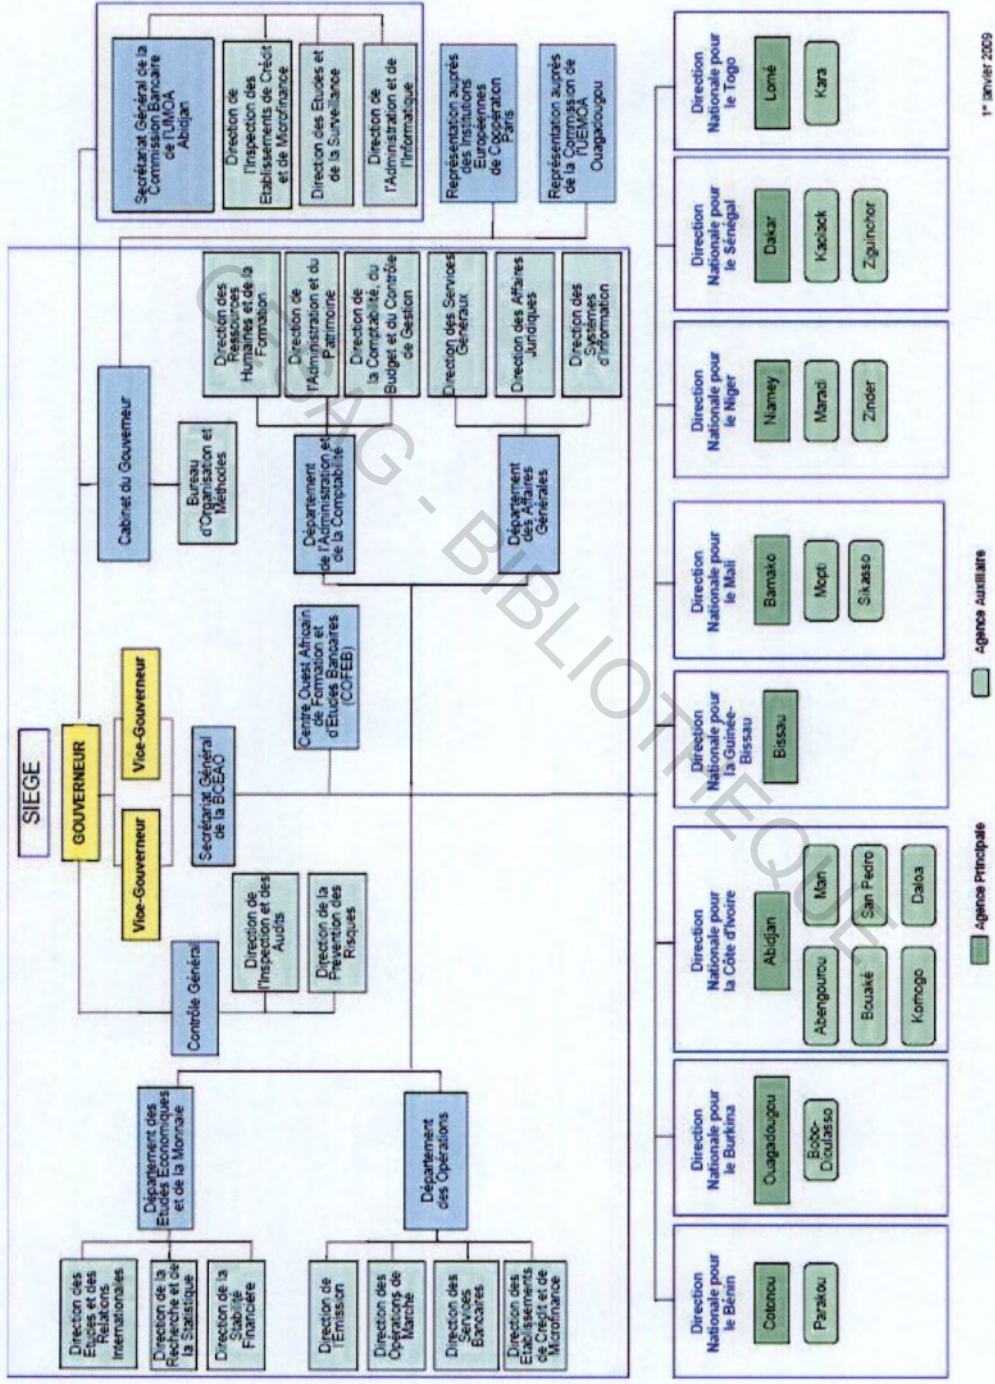 SIEGE
GOUVERNEUR
Vice-Gouverneur
Vice-Gouverneur
Secrétariat Général
de la BCEAO
Contrôle Général
Direction de
l'Inspection et des
Audits
Direction de la
Prévention des
Risques
Cabinet du Gouverneur
Bureau
d'Organisation et
Méthodes
Secrétariat Général de la
Commission Bancaire
de l'UMOA
Abidjan
Direction de
l'Inspection des
Etablissements de Crédit
et de Microfinance
Direction des Etudes et
de la Surveillance
Direction de
l'Administration et de
l'Informatique
Représentation auprès
des Institutions
Européennes
de Coopération
Paris
Représentation auprès
de la Commission de
l'UEMOA
Ouagadougou
Centre Ouest Africain
de Formation et
d'Etudes Bancaires
(COFEB)
Département des
Etudes Economiques
et de la Monnaie
Direction des
Etudes et des
Relations
Internationales
Direction de la
Recherche et de
la Statistique
Direction de la
Stabilité
Financière
Département
des Opérations
Direction de
l'Emission
Direction des
Opérations de
Marché
Direction des
Services
Bancaires
Direction des
Etablissements
de Crédit et de
Microfinance
Département
de l'Administration et
de la Comptabilité
Direction des
Ressources
Humaines et de la
Formation
Direction de
l'Administration et du
Patrimoine
Direction de
la Comptabilité, du
Budget et du Contrôle
de Gestion
Département
des Affaires
Générales
Direction des Services
Généraux
Direction des Affaires
Juridiques
Direction des
Systèmes
d'Information
Direction
Nationale pour
le Bénin
Cotonou
Parakou
Direction
Nationale pour
le Burkina
Ouagadougou
Bobo-
Dioulasso
Direction
Nationale pour
la Côte d'Ivoire
Abidjan
Abengourou
Man
Bouaké
San Pedro
Korhogo
Daloa
Direction
Nationale pour
la Guinée-
Bissau
Bissau
Direction
Nationale pour
le Mali
Bamako
Mopti
Sikasso
Direction
Nationale pour
le Niger
Niamey
Maradi
Zinder
Direction
Nationale pour
le Sénégal
Dakar
Kaolack
Ziguinchor
Direction
Nationale pour
le Togo
Lomé
Kara
Agence Principale
Agence Auxiliaire
1er janvier 2009
CESAG - BIBLIOTHEQUE